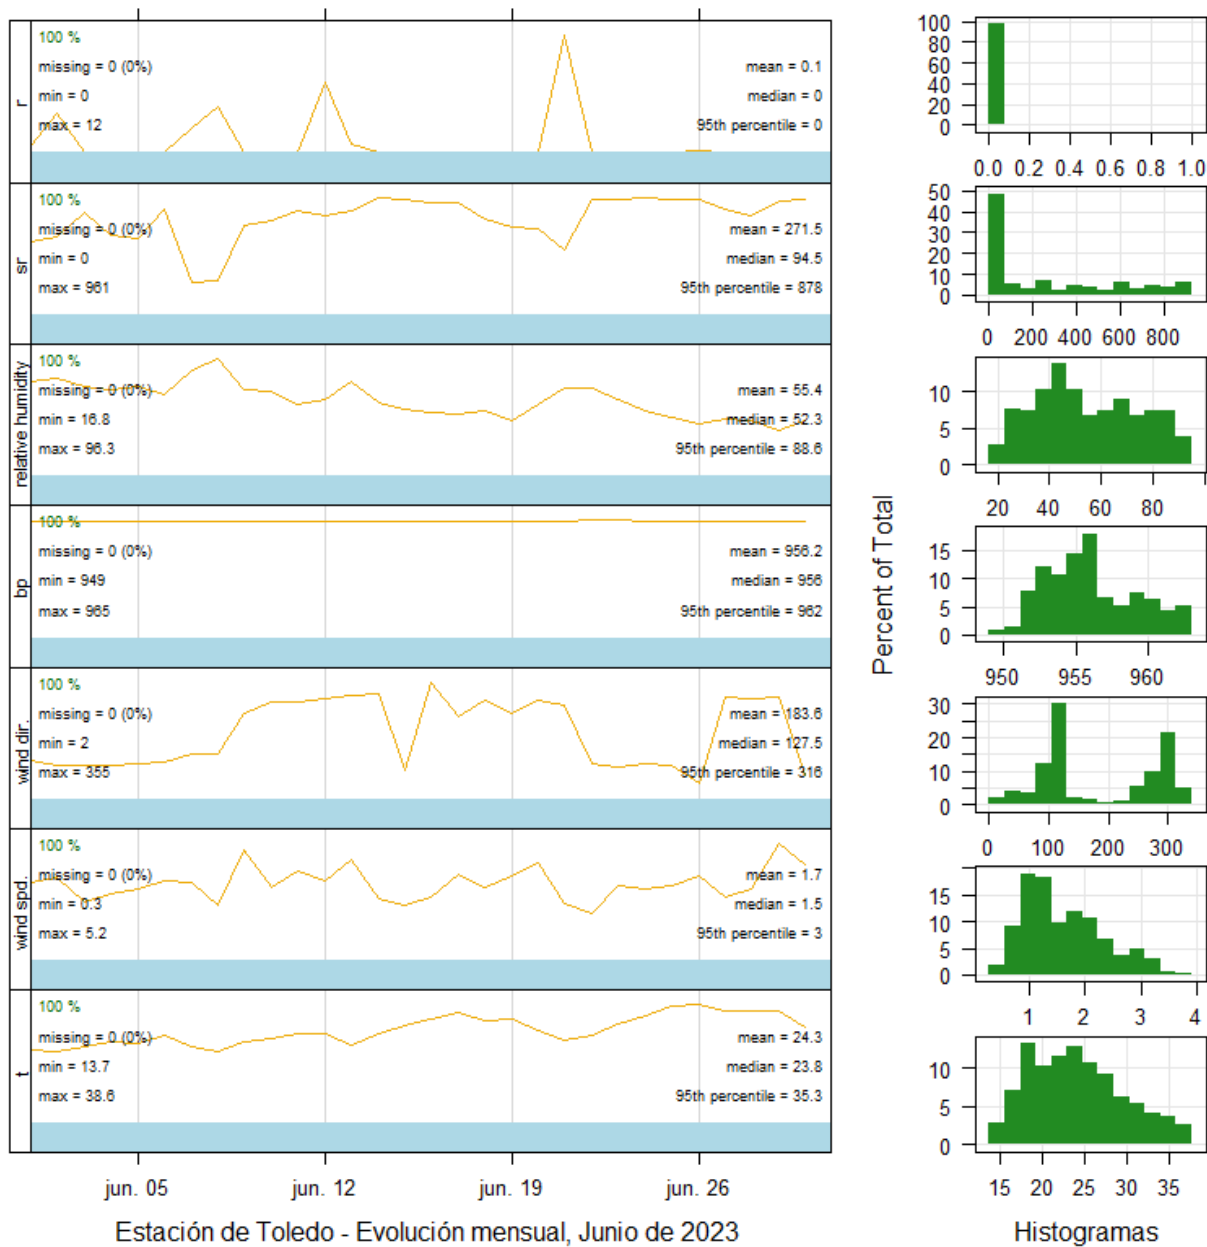 r
100 %
missing = 0 (0%)
min = 0
max = 12
mean = 0.1
median = 0
95th percentile = 0
sr
100 %
missing = 0 (0%)
min = 0
max = 961
mean = 271.5
median = 94.5
95th percentile = 878
relative humidity
100 %
missing = 0 (0%)
min = 16.8
max = 96.3
mean = 55.4
median = 52.3
95th percentile = 88.6
bp
100 %
missing = 0 (0%)
min = 949
max = 965
mean = 956.2
median = 956
95th percentile = 962
wind dir.
100 %
missing = 0 (0%)
min = 2
max = 355
mean = 183.6
median = 127.5
95th percentile = 316
wind spd.
100 %
missing = 0 (0%)
min = 0.3
max = 5.2
mean = 1.7
median = 1.5
95th percentile = 3
t
100 %
missing = 0 (0%)
min = 13.7
max = 38.6
mean = 24.3
median = 23.8
95th percentile = 35.3
jun. 05 jun. 12 jun. 19 jun. 26
Estación de Toledo - Evolución mensual, Junio de 2023
Percent of Total
100
80
60
40
20
0
0.0 0.2 0.4 0.6 0.8 1.0
50
40
30
20
10
0
0 200 400 600 800
10
5
0
20 40 60 80
15
10
5
0
950 955 960
30
20
10
0
0 100 200 300
15
10
5
0
1 2 3 4
10
5
0
15 20 25 30 35
Histogramas